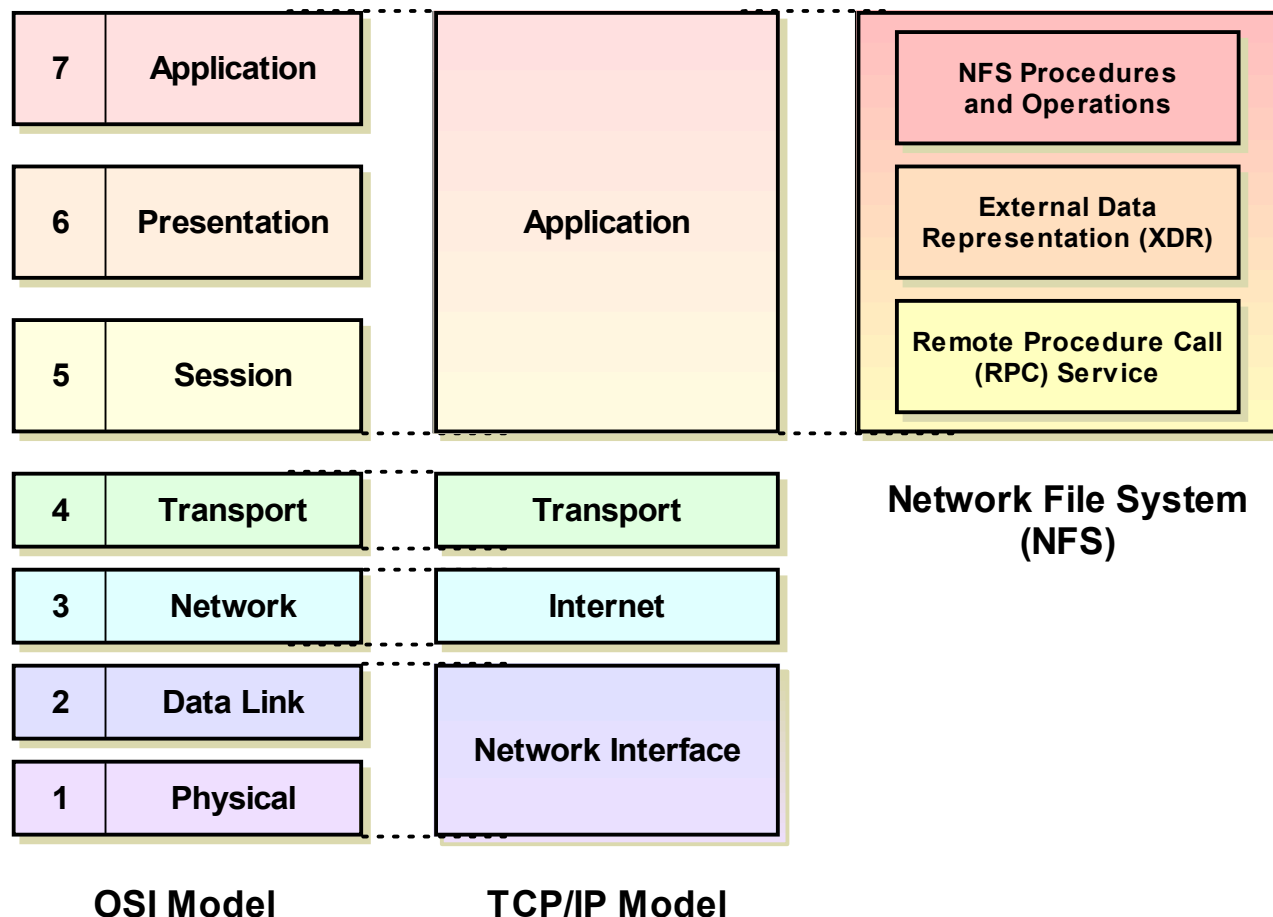 7 Application
6 Presentation
5 Session
4 Transport
3 Network
2 Data Link
1 Physical
OSI Model
Application
Transport
Internet
Network Interface
TCP/IP Model
NFS Procedures
and Operations
External Data
Representation (XDR)
Remote Procedure Call
(RPC) Service
Network File System
(NFS)